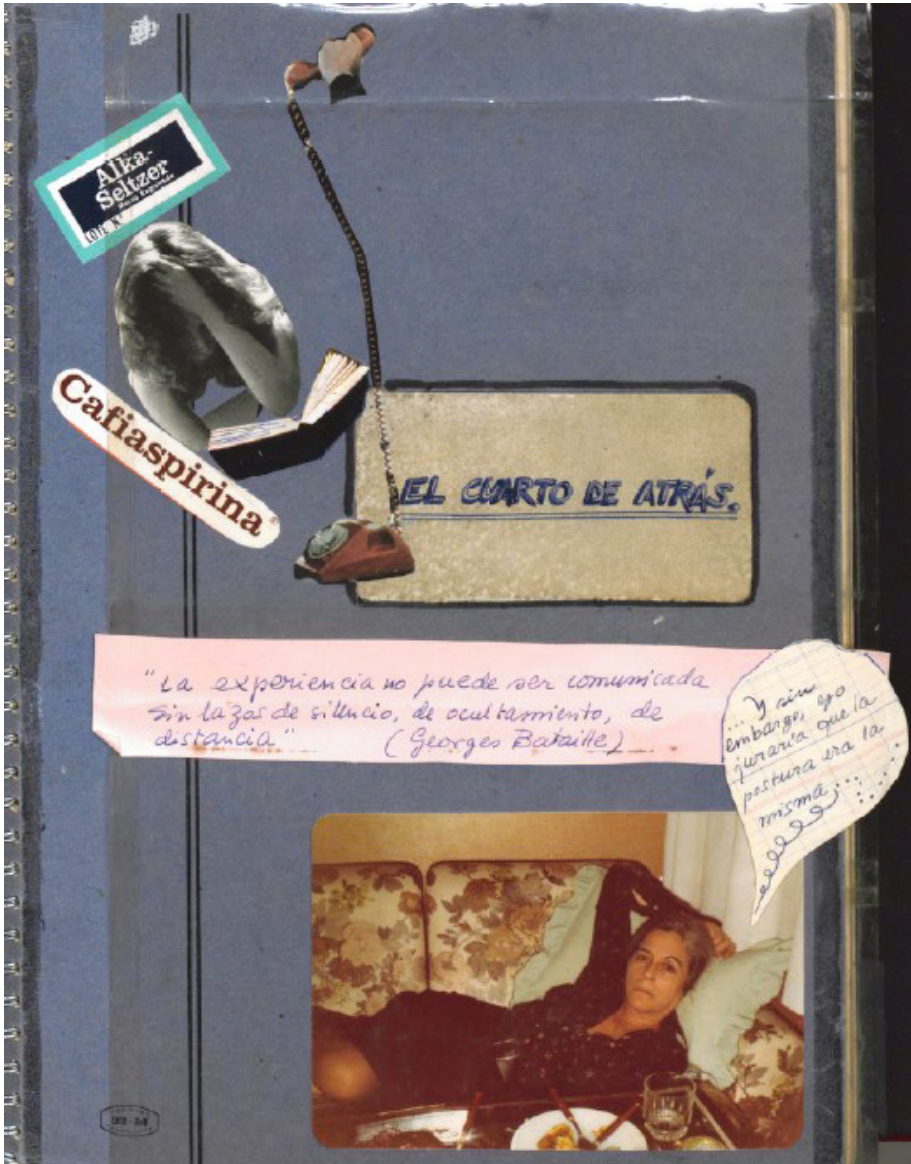 Alka-
Seltzer
Cafiaspirina
EL CUARTO DE ATRÁS.
"La experiencia no puede ser comunicada
sin lazos de silencio, de ocultamiento, de
distancia" (Georges Bataille)
... Y sin
embargo, yo
juraría que la
postura era la
misma;...